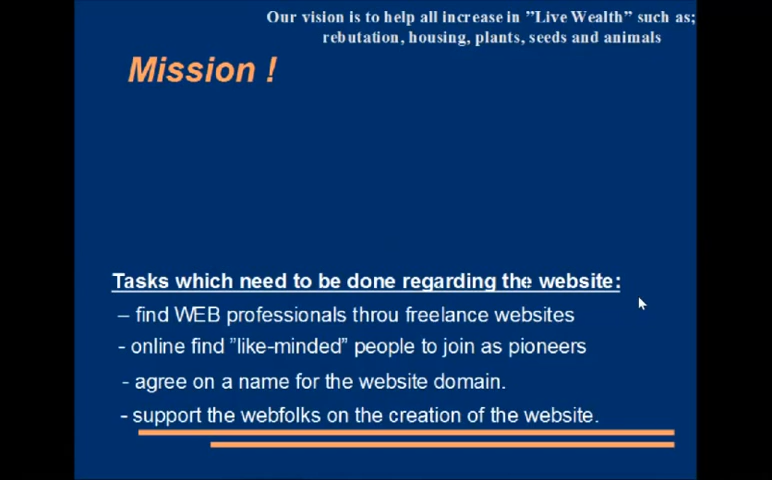 Our vision is to help all increase in ”Live Wealth” such as;
rebutation, housing, plants, seeds and animals
Mission !
Tasks which need to be done regarding the website:
– find WEB professionals throu freelance websites
- online find ”like-minded” people to join as pioneers
- agree on a name for the website domain.
- support the webfolks on the creation of the website.